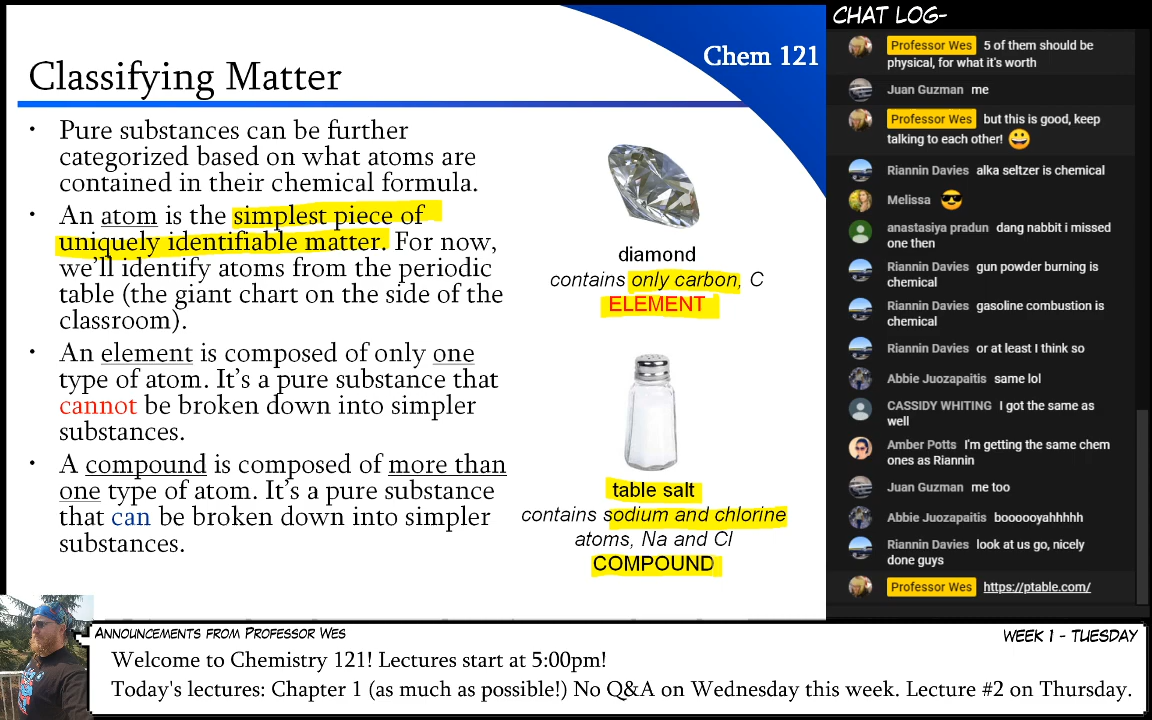 Chem 121
Classifying Matter
• Pure substances can be further
categorized based on what atoms are
contained in their chemical formula.
• An atom is the simplest piece of
uniquely identifiable matter. For now,
we'll identify atoms from the periodic
table (the giant chart on the side of the
classroom).
• An element is composed of only one
type of atom. It's a pure substance that
cannot be broken down into simpler
substances.
• A compound is composed of more than
one type of atom. It's a pure substance
that can be broken down into simpler
substances.
diamond
contains only carbon, C
ELEMENT
table salt
contains sodium and chlorine
atoms, Na and Cl
COMPOUND
CHAT LOG-
Professor Wes 5 of them should be
physical, for what it's worth
Juan Guzman me
Professor Wes but this is good, keep
talking to each other! 😀
Riannin Davies alka seltzer is chemical
Melissa 😎
anastasiya pradun dang nabbit i missed
one then
Riannin Davies gun powder burning is
chemical
Riannin Davies gasoline combustion is
chemical
Riannin Davies or at least I think so
Abbie Juozapaitis same lol
CASSIDY WHITING I got the same as
well
Amber Potts I'm getting the same chem
ones as Riannin
Juan Guzman me too
Abbie Juozapaitis boooooyahhhhh
Riannin Davies look at us go, nicely
done guys
Professor Wes https://ptable.com/
ANNOUNCEMENTS FROM PROFESSOR WES
WEEK 1 - TUESDAY
Welcome to Chemistry 121! Lectures start at 5:00pm!
Today's lectures: Chapter 1 (as much as possible!) No Q&A on Wednesday this week. Lecture #2 on Thursday.